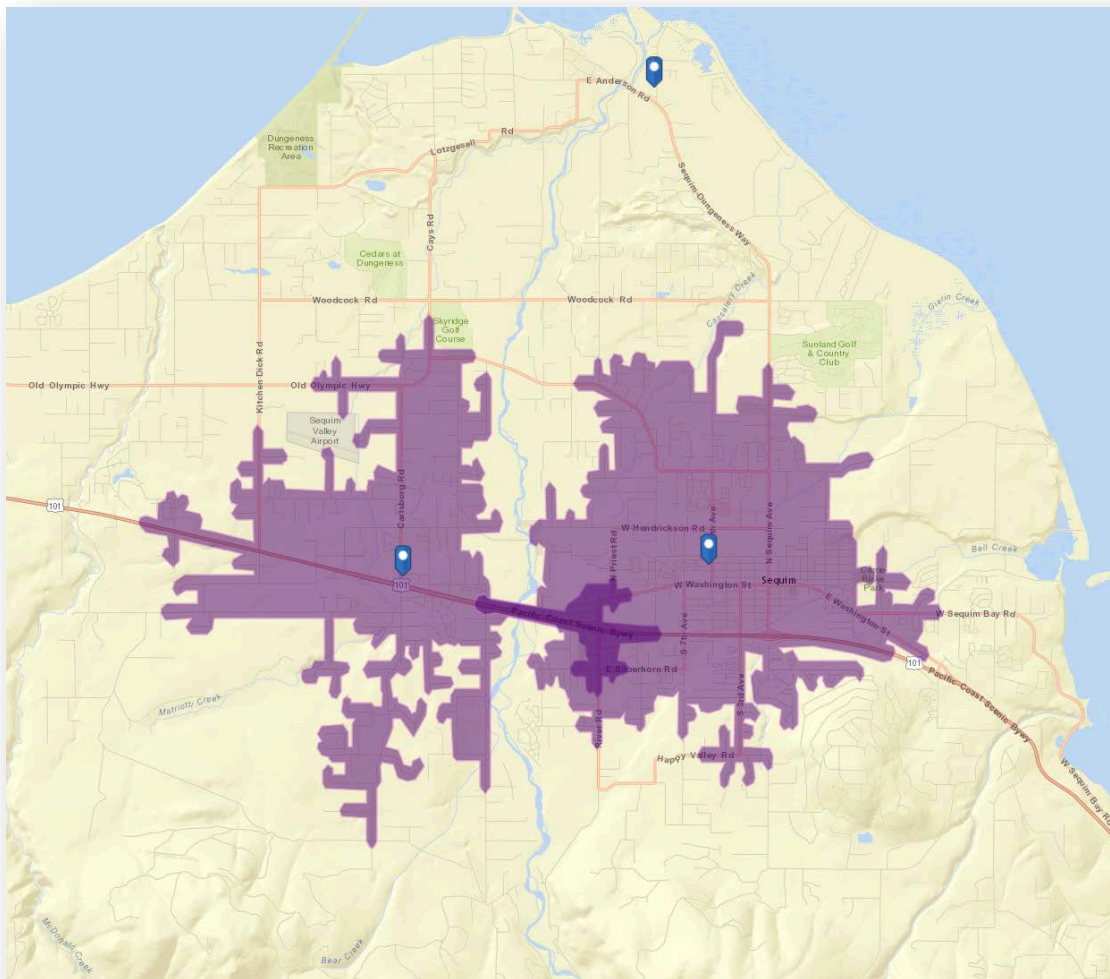 E Anderson Rd
Dungeness
Recreation
Area
Lotzgesell
Rd
Sequim-Dungeness Way
Cays Rd
Cedars at
Dungeness
Woodcock Rd
Woodcock Rd
Cassalery Creek
Gierin Creek
Skyridge
Golf
Course
Sunland Golf
& Country
Club
Kitchen Dick Rd
Old Olympic Hwy
Old Olympic Hwy
Sequim
Valley
Airport
101
Carlsborg Rd
W Hendrickson Rd
N Priest Rd
N Sequim Ave
Bell Creek
101
W Washington St
Sequim
Park
E Washington St
W Sequim Bay Rd
Pacific Coast Scenic Bywy
S 7th Ave
E Silberhorn Rd
101
Pacific Coast Scenic Bywy
S 3rd Ave
Matriotti Creek
River Rd
Happy Valley Rd
W Sequim Bay Rd
McDonald Creek
Bear Creek